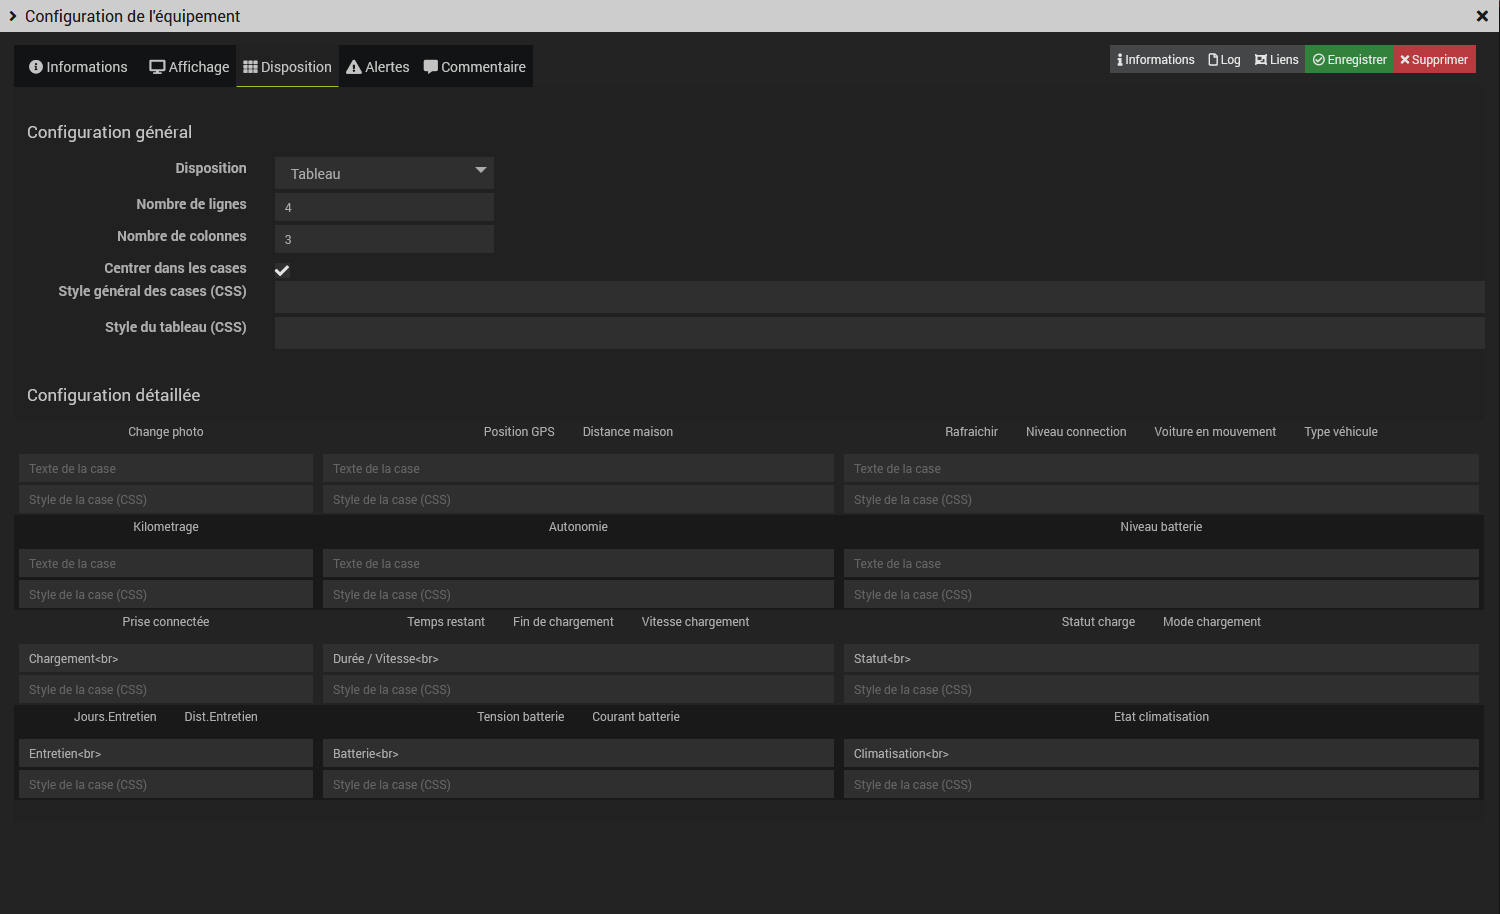 Configuration de l'équipement
Informations Affichage Disposition Alertes Commentaire
Informations Log Liens Enregistrer Supprimer
Configuration général
Disposition Tableau
Nombre de lignes 4
Nombre de colonnes 3
Centrer dans les cases
Style général des cases (CSS)
Style du tableau (CSS)
Configuration détaillée
Change photo Position GPS Distance maison Rafraichir Niveau connection Voiture en mouvement Type véhicule
Texte de la case Texte de la case Texte de la case
Style de la case (CSS) Style de la case (CSS) Style de la case (CSS)
Kilometrage Autonomie Niveau batterie
Texte de la case Texte de la case Texte de la case
Style de la case (CSS) Style de la case (CSS) Style de la case (CSS)
Prise connectée Temps restant Fin de chargement Vitesse chargement Statut charge Mode chargement
Chargement<br> Durée / Vitesse<br> Statut<br>
Style de la case (CSS) Style de la case (CSS) Style de la case (CSS)
Jours.Entretien Dist.Entretien Tension batterie Courant batterie Etat climatisation
Entretien<br> Batterie<br> Climatisation<br>
Style de la case (CSS) Style de la case (CSS) Style de la case (CSS)